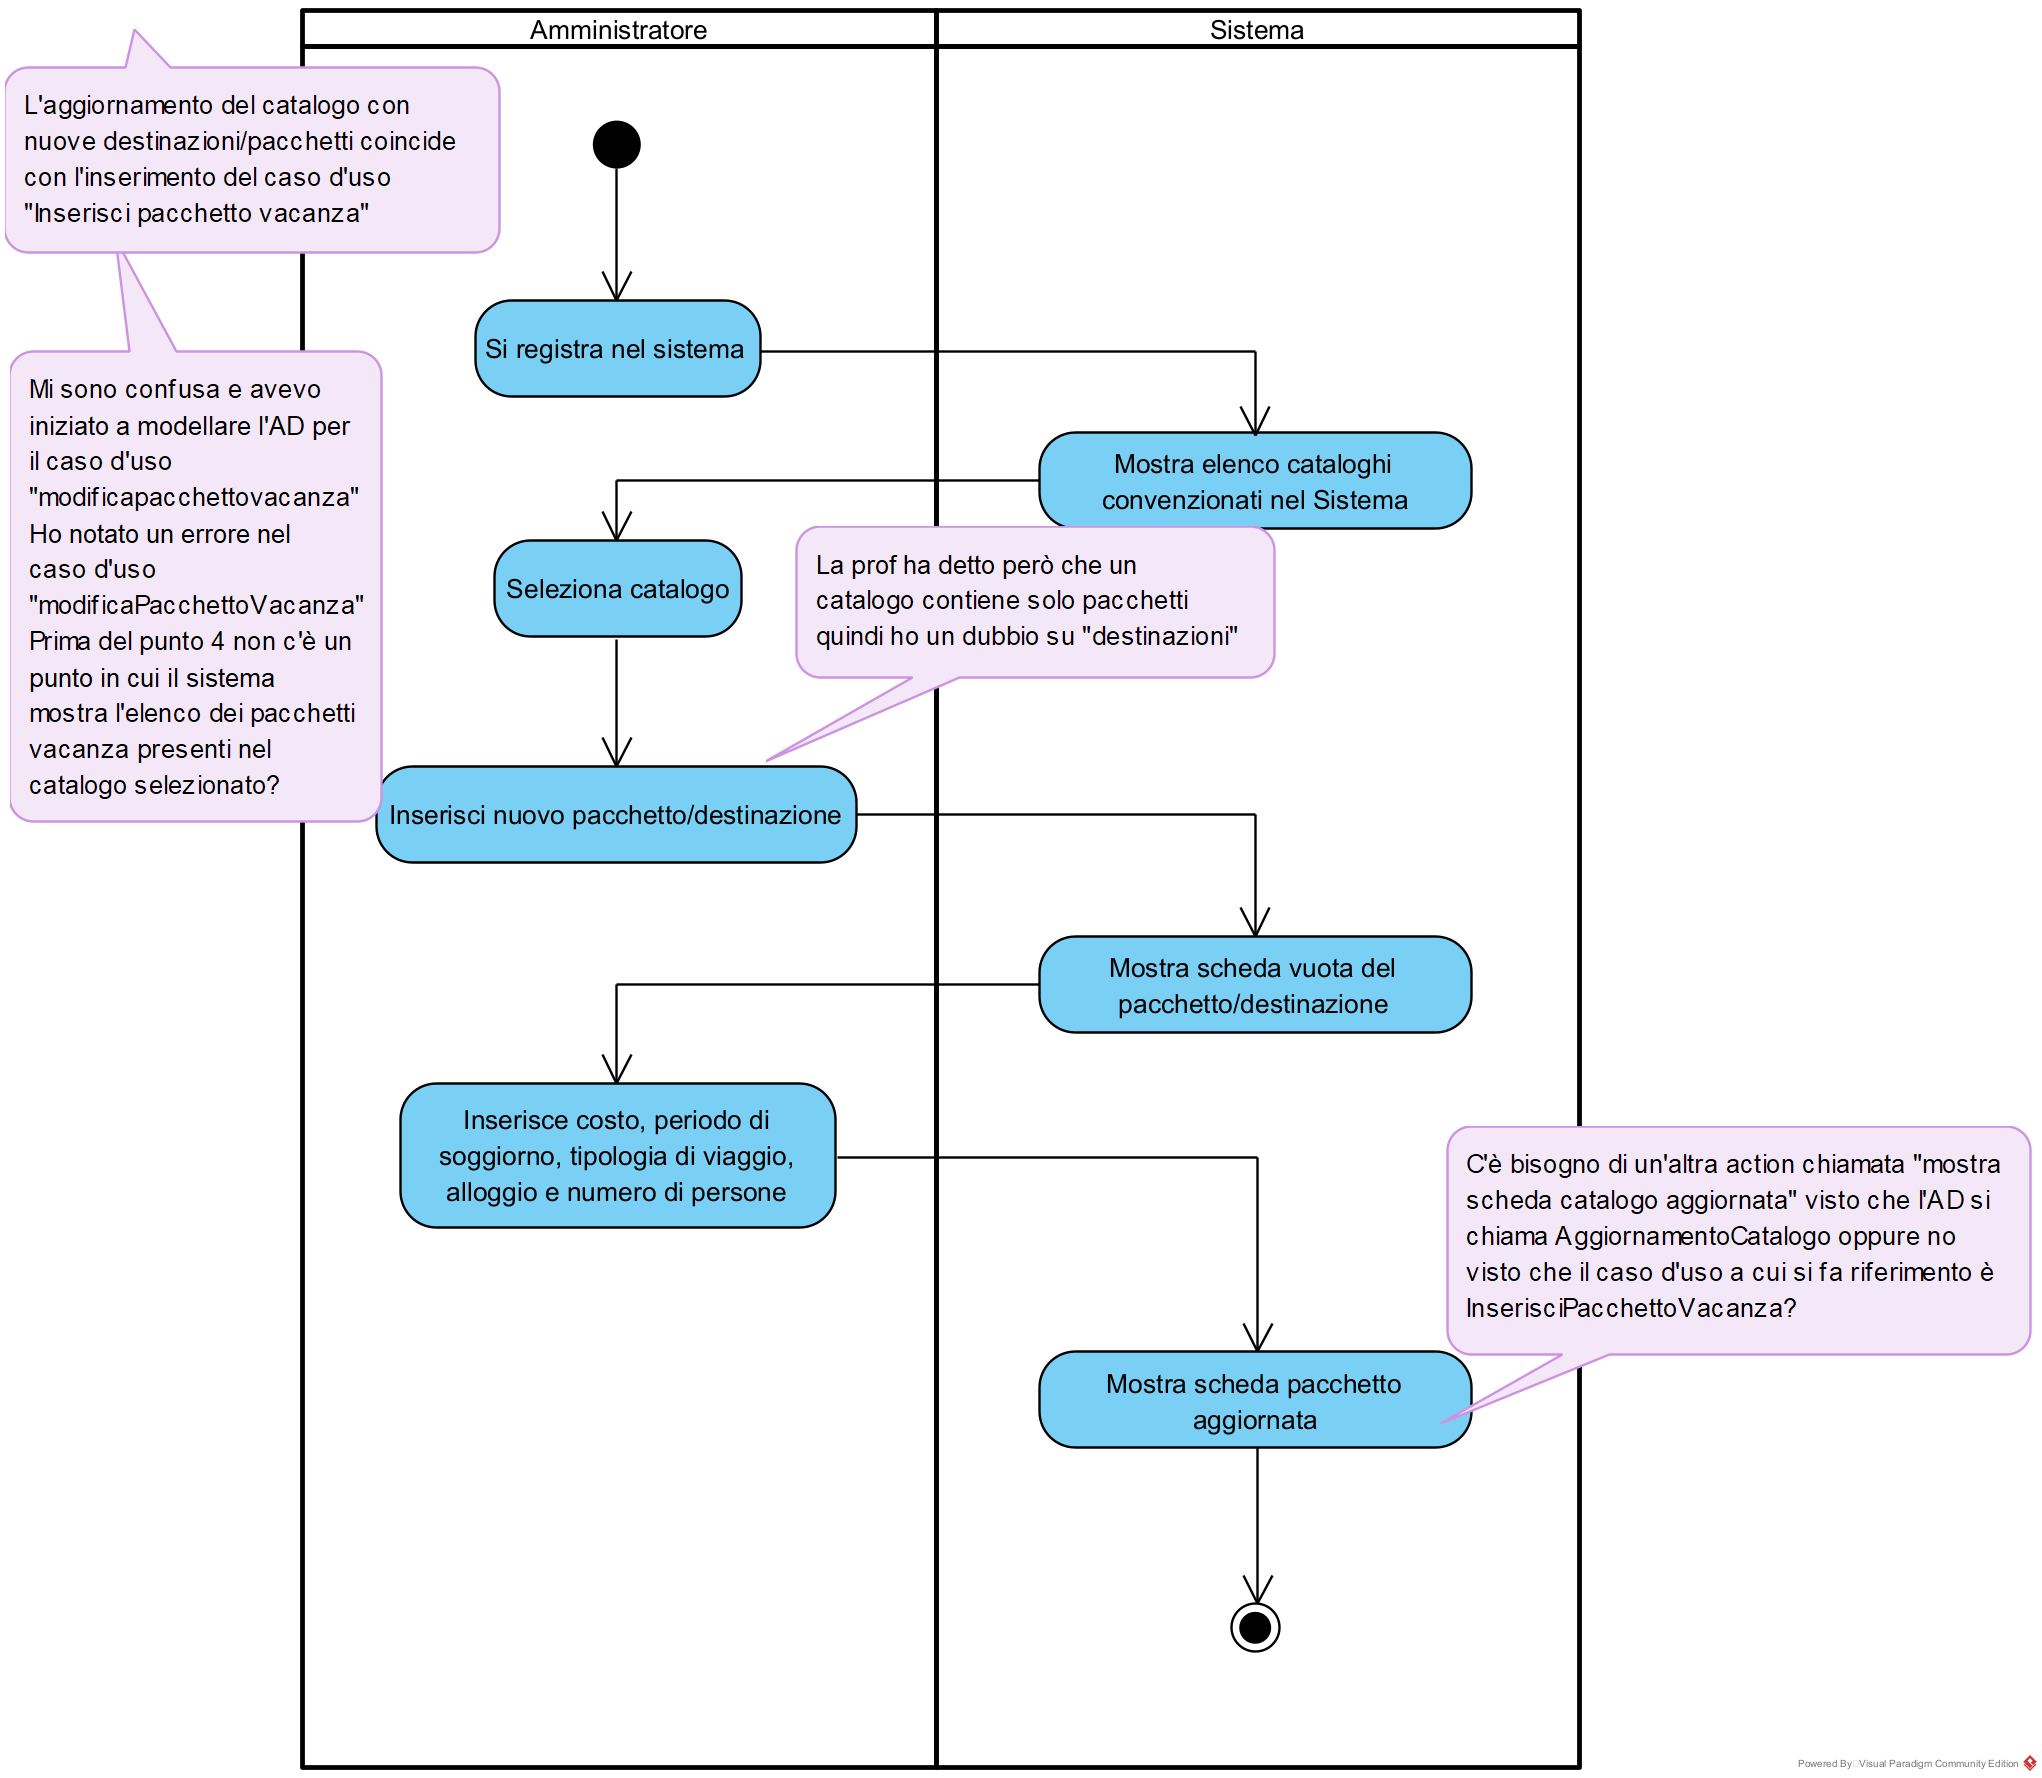 Amministratore
Sistema
L'aggiornamento del catalogo con
nuove destinazioni/pacchetti coincide
con l'inserimento del caso d'uso
"Inserisci pacchetto vacanza"
Si registra nel sistema
Mi sono confusa e avevo
iniziato a modellare l'AD per
il caso d'uso
"modificapacchettovacanza"
Ho notato un errore nel
caso d'uso
"modificaPacchettoVacanza"
Prima del punto 4 non c'è un
punto in cui il sistema
mostra l'elenco dei pacchetti
vacanza presenti nel
catalogo selezionato?
Mostra elenco cataloghi
convenzionati nel Sistema
Seleziona catalogo
La prof ha detto però che un
catalogo contiene solo pacchetti
quindi ho un dubbio su "destinazioni"
Inserisci nuovo pacchetto/destinazione
Mostra scheda vuota del
pacchetto/destinazione
Inserisce costo, periodo di
soggiorno, tipologia di viaggio,
alloggio e numero di persone
C'è bisogno di un'altra action chiamata "mostra
scheda catalogo aggiornata" visto che l'AD si
chiama AggiornamentoCatalogo oppure no
visto che il caso d'uso a cui si fa riferimento è
InserisciPacchettoVacanza?
Mostra scheda pacchetto
aggiornata
Powered By Visual Paradigm Community Edition